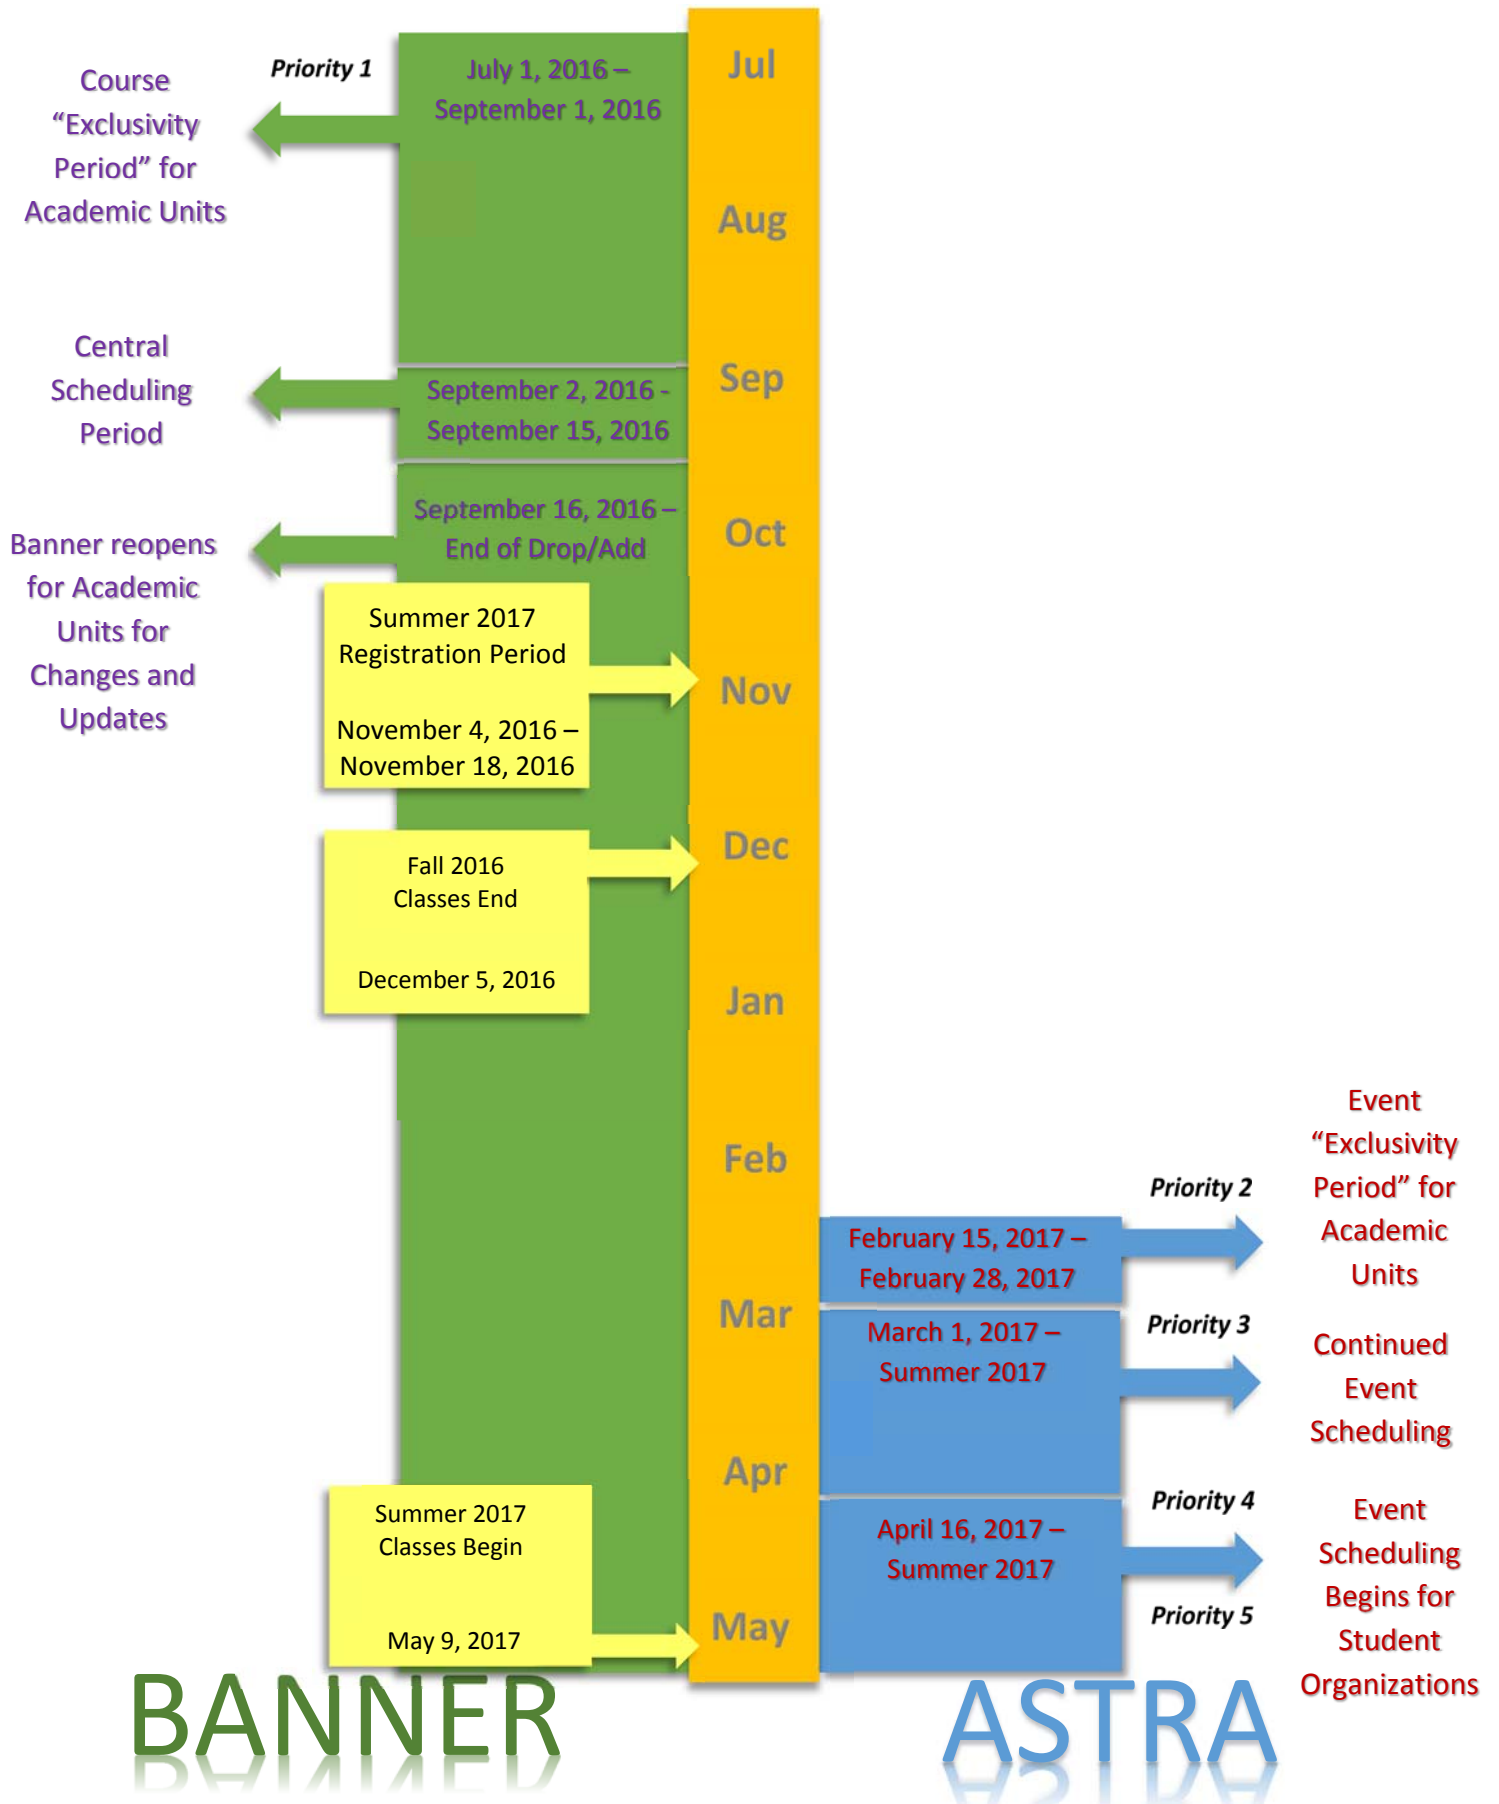 Course
“Exclusivity
Period” for
Academic Units
Priority 1
July 1, 2016 –
September 1, 2016
Central
Scheduling
Period
September 2, 2016 -
September 15, 2016
Banner reopens
for Academic
Units for
Changes and
Updates
September 16, 2016 –
End of Drop/Add
Summer 2017
Registration Period
November 4, 2016 –
November 18, 2016
Fall 2016
Classes End
December 5, 2016
Summer 2017
Classes Begin
May 9, 2017
Jul
Aug
Sep
Oct
Nov
Dec
Jan
Feb
Mar
Apr
May
February 15, 2017 –
February 28, 2017
Priority 2
Event
“Exclusivity
Period” for
Academic
Units
March 1, 2017 –
Summer 2017
Priority 3
Continued
Event
Scheduling
April 16, 2017 –
Summer 2017
Priority 4
Priority 5
Event
Scheduling
Begins for
Student
Organizations
BANNER
ASTRA